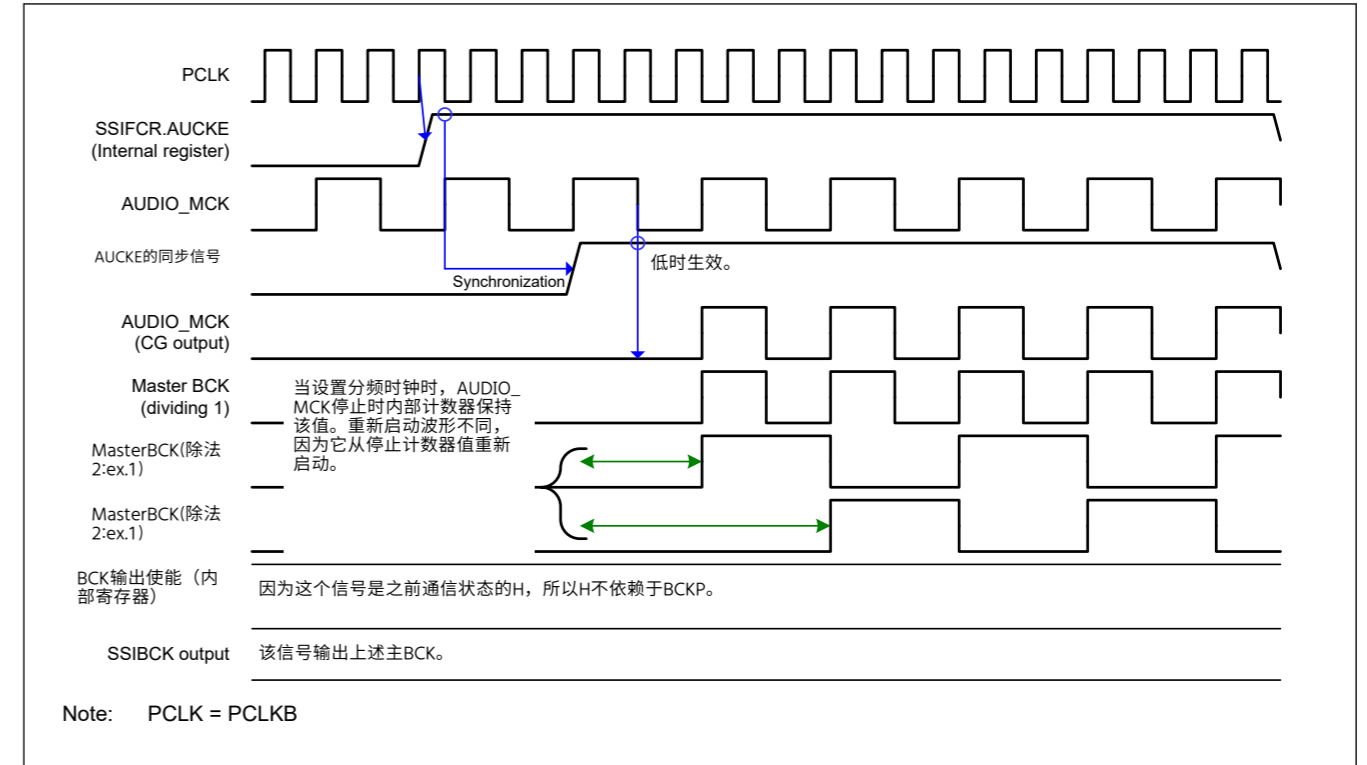 PCLK
SSIFCR.AUCKE
(Internal register)
AUDIO_MCK
AUCKE的同步信号
低时生效。
Synchronization
AUDIO_MCK
(CG output)
Master BCK
(dividing 1)
当设置分频时钟时，AUDIO_
MCK停止时内部计数器保持
该值。重新启动波形不同，
因为它从停止计数器值重新
启动。
MasterBCK(除法
2:ex.1)
MasterBCK(除法
2:ex.1)
BCK输出使能（内
部寄存器）
因为这个信号是之前通信状态的H，所以H不依赖于BCKP。
SSIBCK output
该信号输出上述主BCK。
Note: PCLK = PCLKB